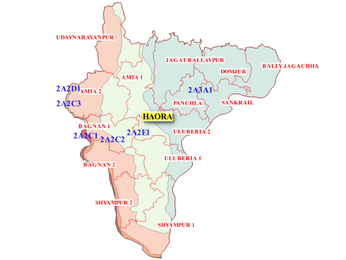 UDAYNARAYANPUR
JAGAT BALLAVPUR
BALLY JAGACHHA
DOMJUR
AMTA 1
2A2D1
AMTA 2
2A3A1
2A2C3
PANCHLA
SANKRAIL
HAORA
BAGNAN 1
2A2C1
2A2C2
2A2E1
ULUBERIA 2
ULUBERIA 1
BAGNAN 2
SHYAMPUR 2
SHYAMPUR 1